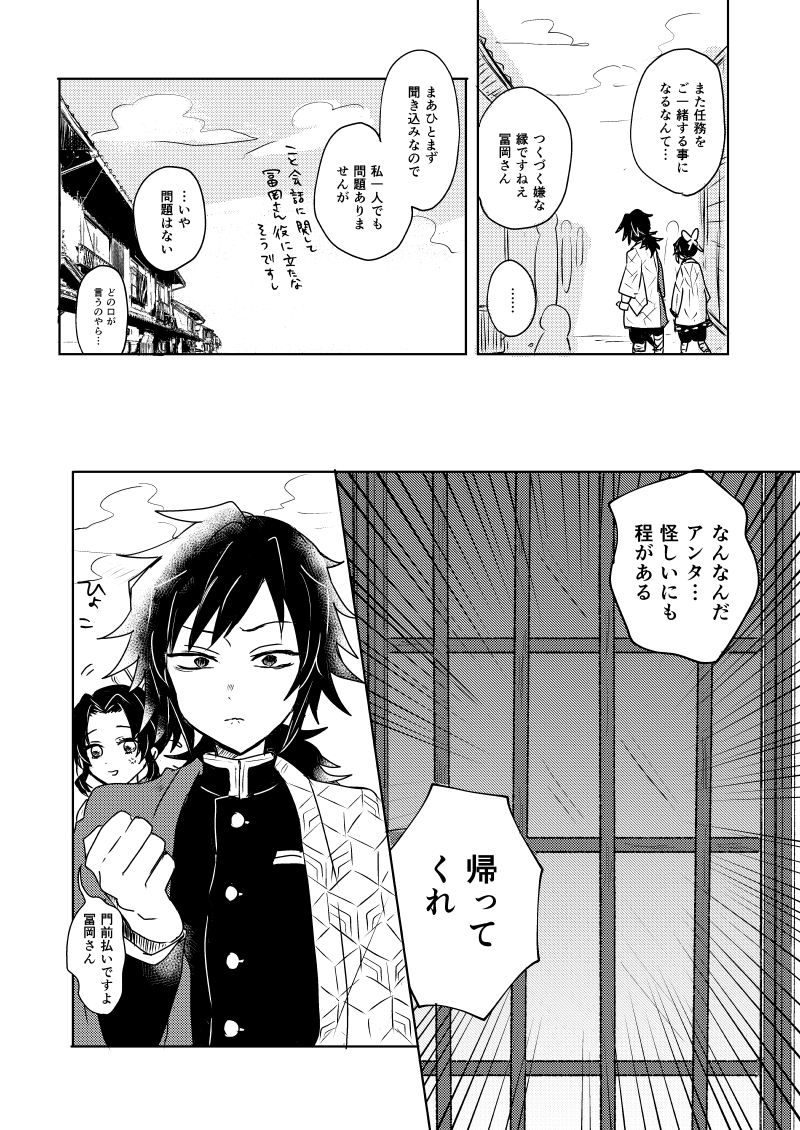 また任務を
ご一緒する事に
なるなんて…
つくづく嫌な
縁ですねえ
冨岡さん
……
まあひとまず
聞き込みなので
私一人でも
問題ありま
せんが
こと会話に関して
冨岡さん役に立たな
そうですし
…いや
問題はない
どの口が
言うのやら…
なんなんだ
アンタ…
怪しいにも
程がある
帰って
くれ
ひょこ
門前払いですよ
冨岡さん